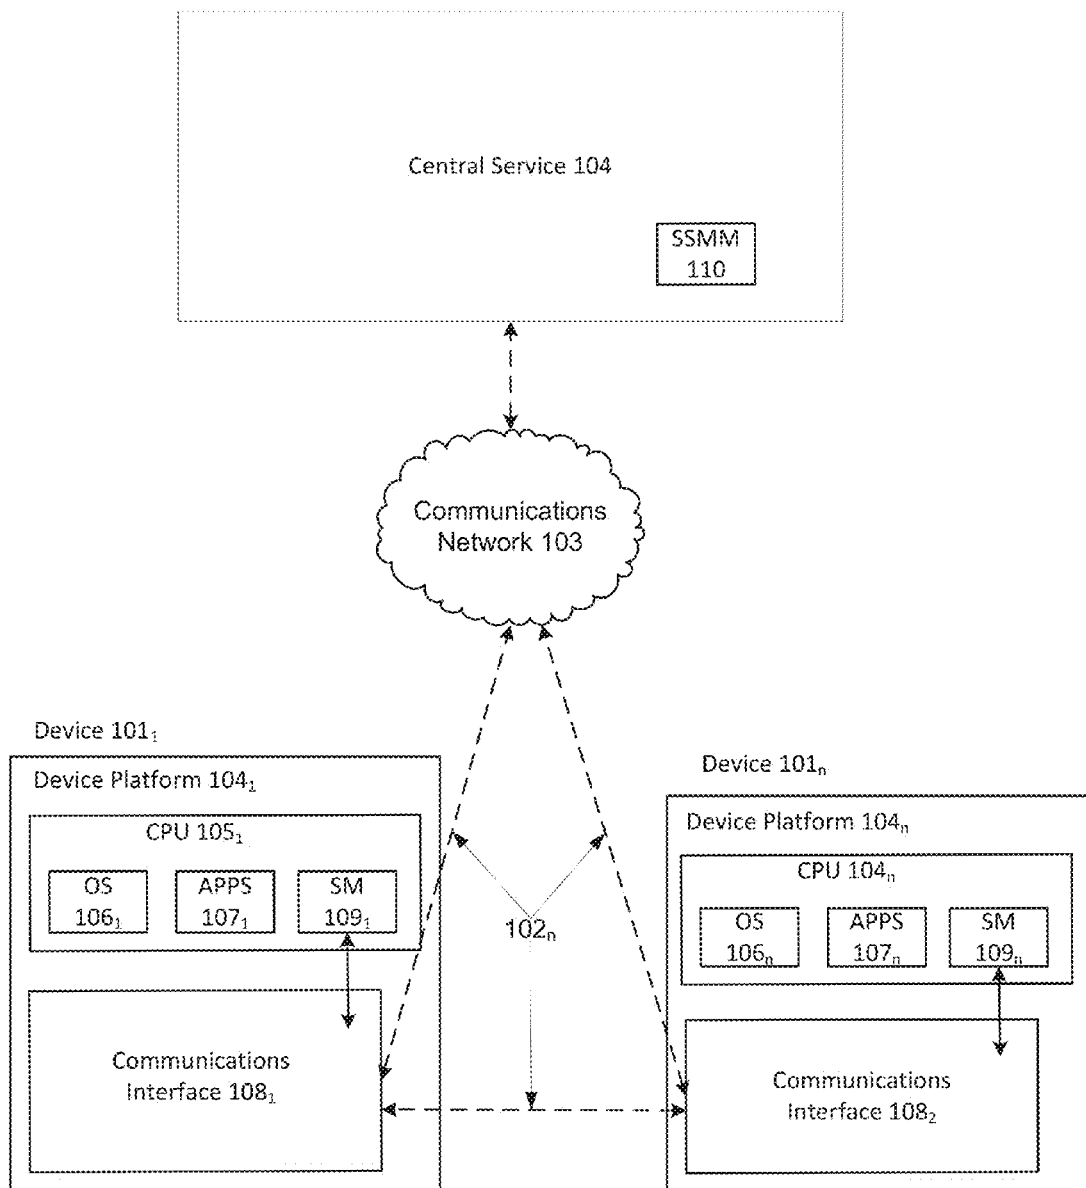 Central Service 104
SSMM
110
Communications
Network 103
Device 101₁
Device Platform 104₁
CPU 105₁
OS
106₁
APPS
107₁
SM
109₁
Communications
Interface 108₁
102ₙ
Device 101ₙ
Device Platform 104ₙ
CPU 104ₙ
OS
106ₙ
APPS
107ₙ
SM
109ₙ
Communications
Interface 108₂